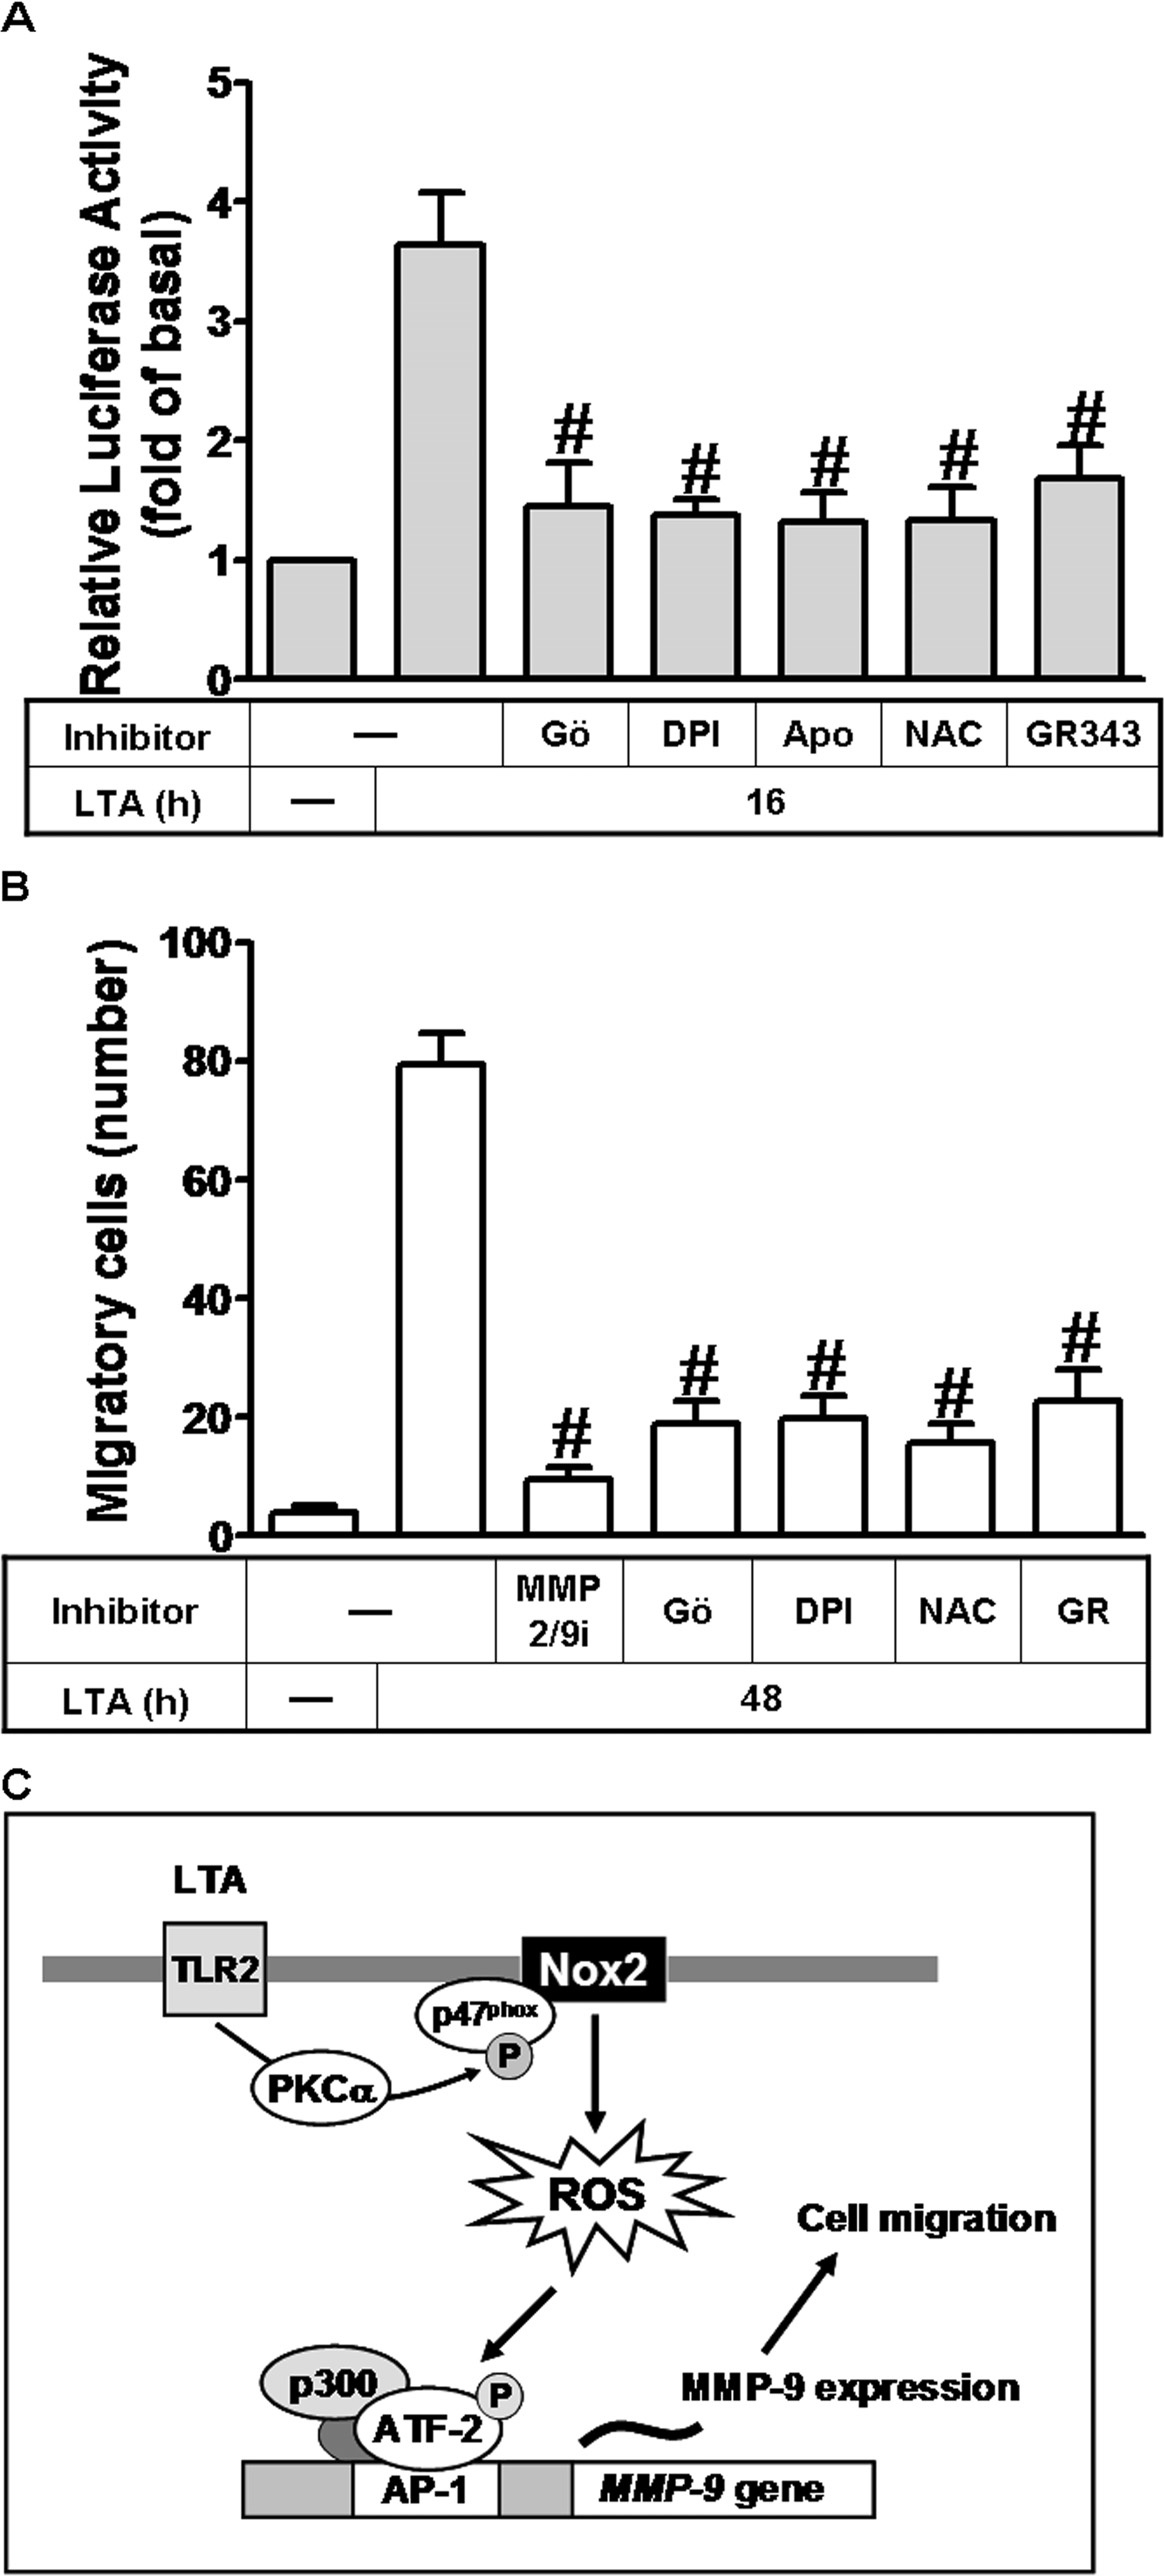 A
Relative Luciferase Activity
(fold of basal)
5
4
3
2
1
0
# # # # #
Inhibitor — Gö DPI Apo NAC GR343
LTA (h) — 16
B
Migratory cells (number)
100
80
60
40
20
0
# # # # #
Inhibitor — MMP 2/9i Gö DPI NAC GR
LTA (h) — 48
C
LTA
TLR2
Nox2
p47phox
P
PKCα
ROS
Cell migration
p300
P
MMP-9 expression
ATF-2
AP-1
MMP-9 gene